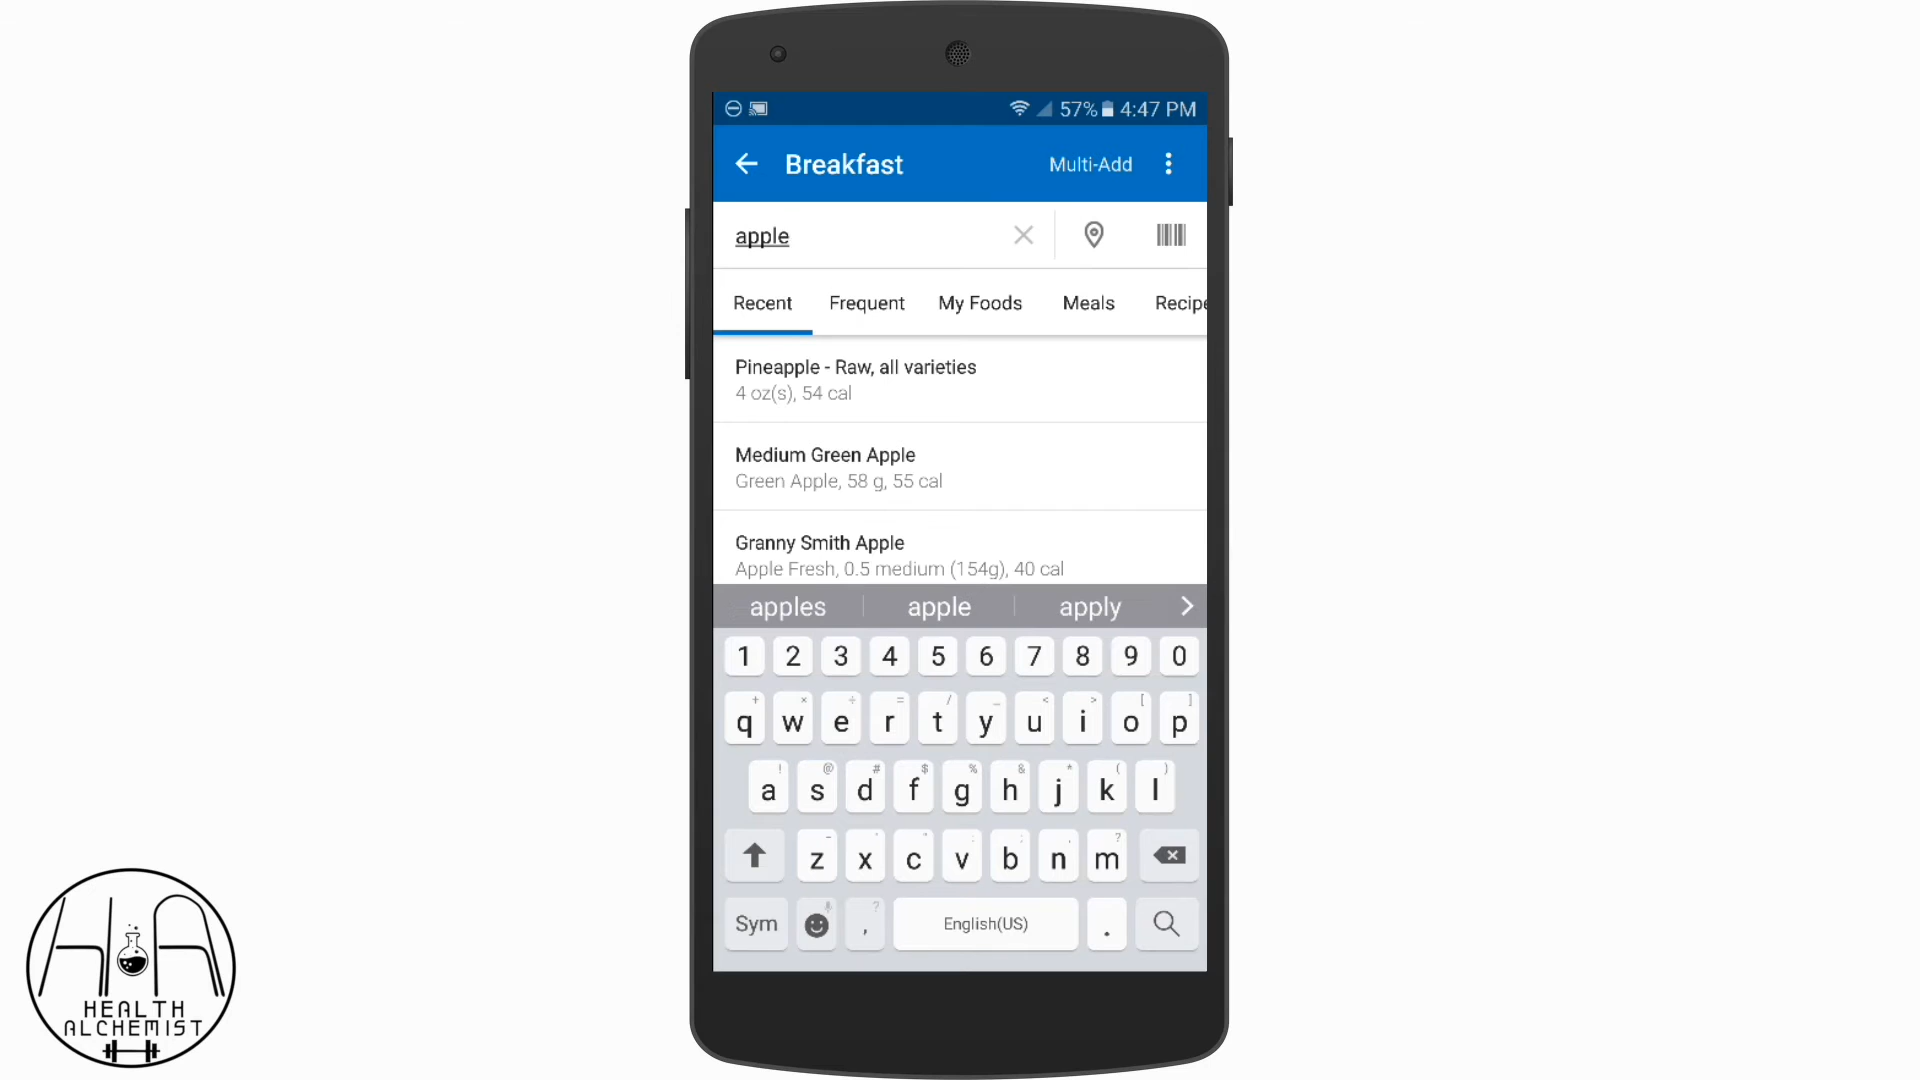 57% 4:47 PM
Breakfast Multi-Add
apple
Recent Frequent My Foods Meals Recipe
Pineapple - Raw, all varieties
4 oz(s), 54 cal
Medium Green Apple
Green Apple, 58 g, 55 cal
Granny Smith Apple
Apple Fresh, 0.5 medium (154g), 40 cal
apples apple apply
1 2 3 4 5 6 7 8 9 0
+ × ÷ = / _ < > [ ]
q w e r t y u i o p
! @ # $ % & * ( )
a s d f g h j k l
z x c v b n m
Sym , English(US) .
HA
HEALTH
ALCHEMIST